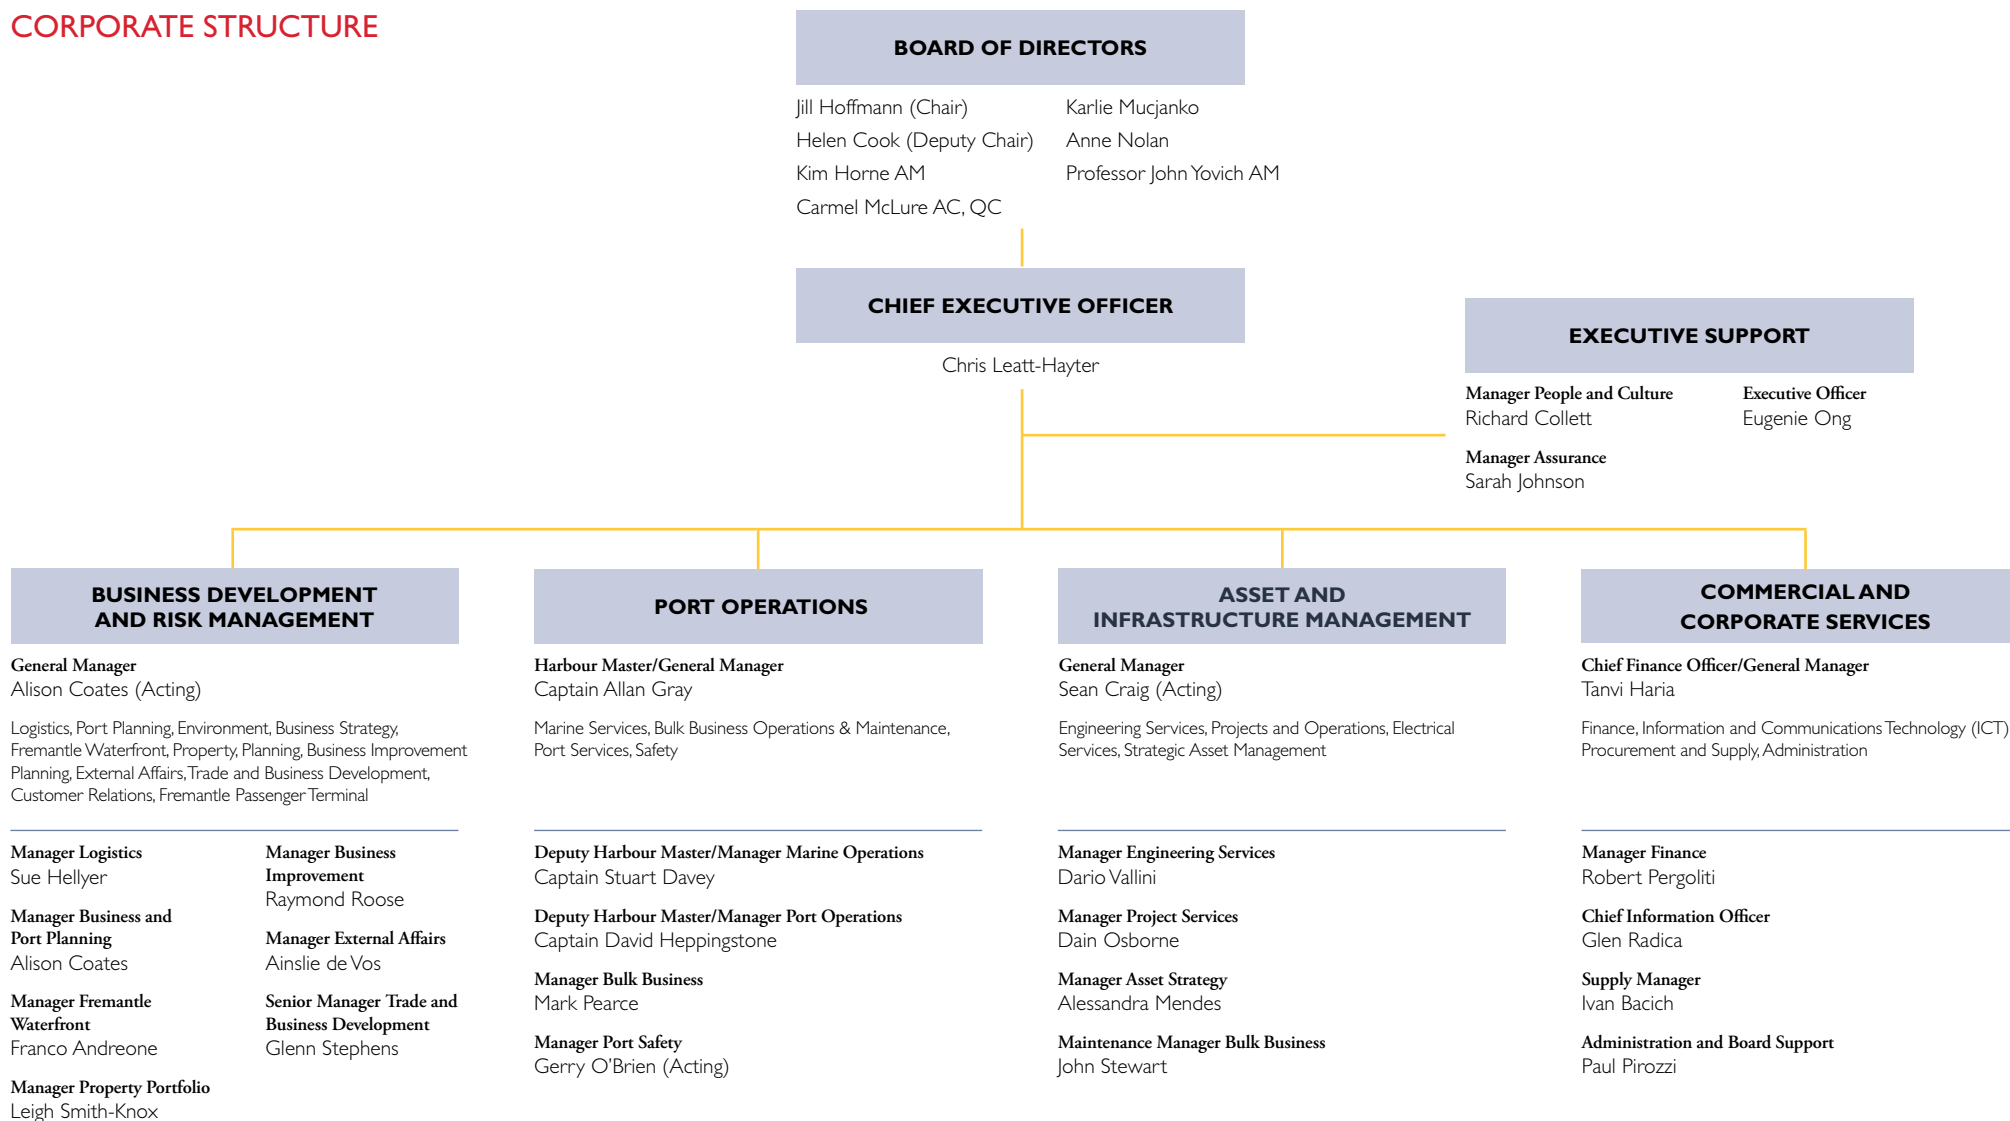 CORPORATE STRUCTURE
BOARD OF DIRECTORS
Jill Hoffmann (Chair)
Helen Cook (Deputy Chair)
Kim Horne AM
Carmel McLure AC, QC
Karlie Mucjanko
Anne Nolan
Professor John Yovich AM
CHIEF EXECUTIVE OFFICER
Chris Leatt-Hayter
EXECUTIVE SUPPORT
Manager People and Culture
Richard Collett
Manager Assurance
Sarah Johnson
Executive Officer
Eugenie Ong
BUSINESS DEVELOPMENT
AND RISK MANAGEMENT
General Manager
Alison Coates (Acting)
Logistics, Port Planning, Environment, Business Strategy,
Fremantle Waterfront, Property, Planning, Business Improvement
Planning, External Affairs, Trade and Business Development,
Customer Relations, Fremantle Passenger Terminal
Manager Logistics
Sue Hellyer
Manager Business and
Port Planning
Alison Coates
Manager Fremantle
Waterfront
Franco Andreone
Manager Property Portfolio
Leigh Smith-Knox
Manager Business
Improvement
Raymond Roose
Manager External Affairs
Ainslie de Vos
Senior Manager Trade and
Business Development
Glenn Stephens
PORT OPERATIONS
Harbour Master/General Manager
Captain Allan Gray
Marine Services, Bulk Business Operations & Maintenance,
Port Services, Safety
Deputy Harbour Master/Manager Marine Operations
Captain Stuart Davey
Deputy Harbour Master/Manager Port Operations
Captain David Heppingstone
Manager Bulk Business
Mark Pearce
Manager Port Safety
Gerry O'Brien (Acting)
ASSET AND
INFRASTRUCTURE MANAGEMENT
General Manager
Sean Craig (Acting)
Engineering Services, Projects and Operations, Electrical
Services, Strategic Asset Management
Manager Engineering Services
Dario Vallini
Manager Project Services
Dain Osborne
Manager Asset Strategy
Alessandra Mendes
Maintenance Manager Bulk Business
John Stewart
COMMERCIAL AND
CORPORATE SERVICES
Chief Finance Officer/General Manager
Tanvi Haria
Finance, Information and Communications Technology (ICT)
Procurement and Supply, Administration
Manager Finance
Robert Pergoliti
Chief Information Officer
Glen Radica
Supply Manager
Ivan Bacich
Administration and Board Support
Paul Pirozzi